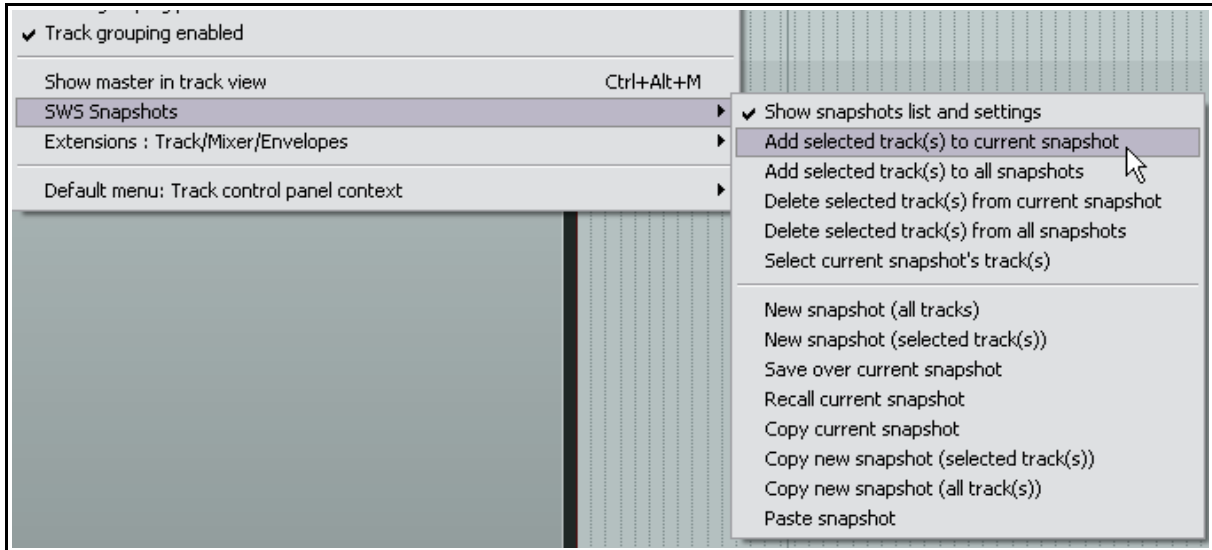 Track grouping enabled
Show master in track view Ctrl+Alt+M
SWS Snapshots
Extensions : Track/Mixer/Envelopes
Default menu: Track control panel context
Show snapshots list and settings
Add selected track(s) to current snapshot
Add selected track(s) to all snapshots
Delete selected track(s) from current snapshot
Delete selected track(s) from all snapshots
Select current snapshot's track(s)
New snapshot (all tracks)
New snapshot (selected track(s))
Save over current snapshot
Recall current snapshot
Copy current snapshot
Copy new snapshot (selected track(s))
Copy new snapshot (all track(s))
Paste snapshot